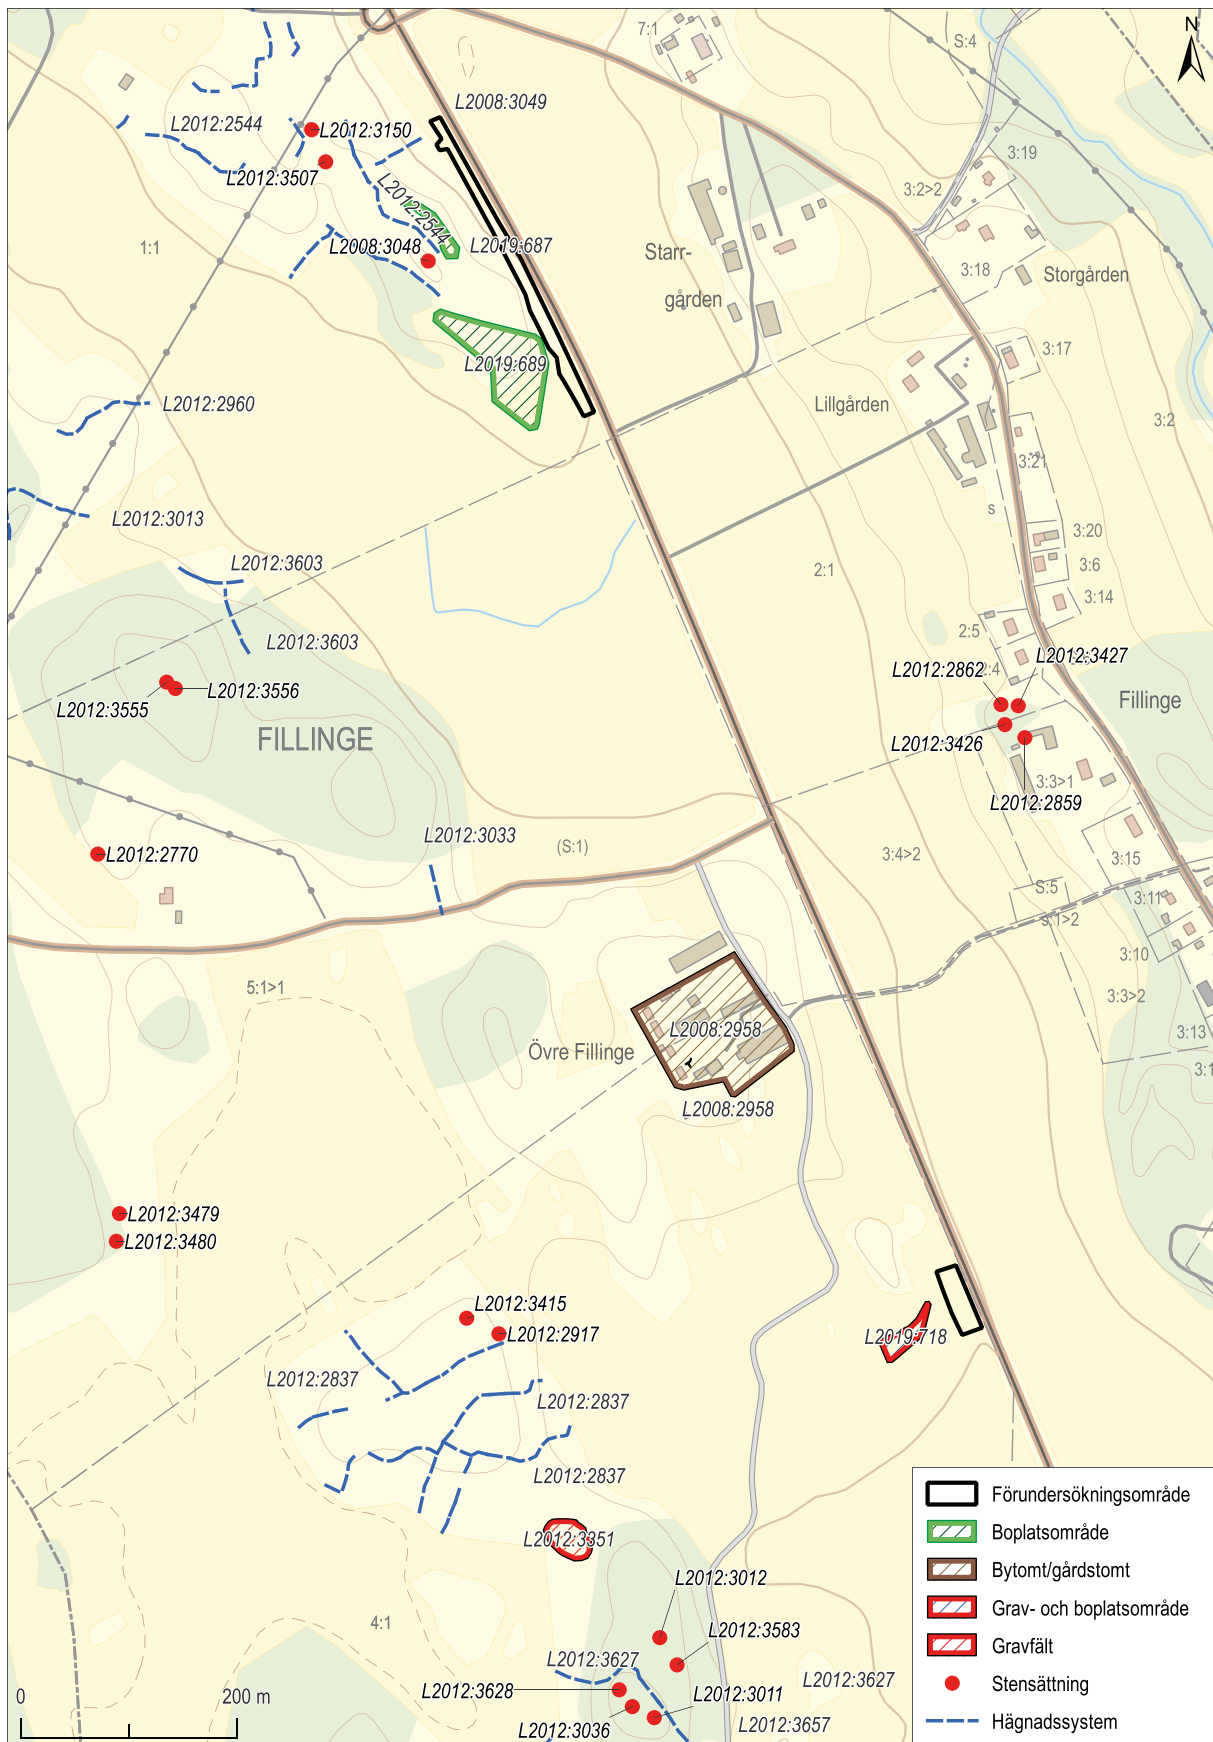 N
7:1
S:4
L2008:3049
L2012:2544
L2012:3150
L2012:3507
3:19
3:2>2
L2012:2544
1:1
L2008:3048
L2019:687
Starr-
gården
3:18
Storgården
L2019:689
3:17
L2012:2960
Lillgården
3:2
3:21
s
L2012:3013
3:20
L2012:3603
3:6
2:1
3:14
L2012:3603
2:5
L2012:3427
L2012:2862
2:4
L2012:3556
L2012:3555
Fillinge
FILLINGE
L2012:3426
3:3>1
L2012:2859
L2012:3033
(S:1)
L2012:2770
3:4>2
3:15
S:5
3:11
S:1>2
3:10
5:1>1
3:3>2
L2008:2958
3:13
Övre Fillinge
3:1
L2008:2958
L2012:3479
L2012:3480
L2012:3415
L2012:2917
L2019:718
L2012:2837
L2012:2837
L2012:2837
L2012:3351
L2012:3012
4:1
L2012:3583
L2012:3627
L2012:3627
L2012:3628
L2012:3011
L2012:3036
L2012:3657
0
200 m
Förundersökningsområde
Boplatsområde
Bytomt/gårdstomt
Grav- och boplatsområde
Gravfält
Stensättning
Hägnadssystem